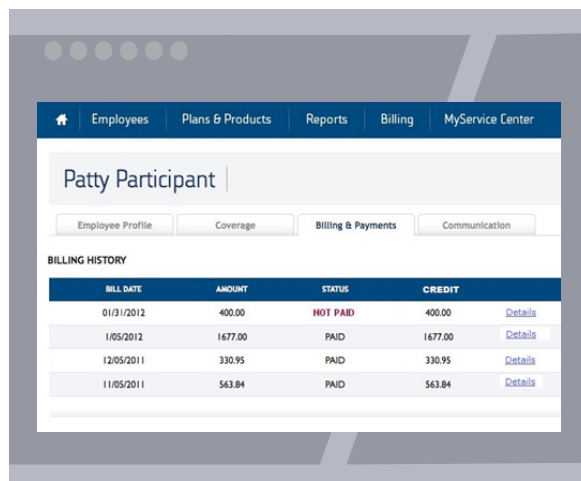 Employees Plans & Products Reports Billing MyService Center
Patty Participant
Employee Profile Coverage Billing & Payments Communication
BILLING HISTORY
BILL DATE AMOUNT STATUS CREDIT
01/31/2012 400.00 NOT PAID 400.00 Details
1/05/2012 1677.00 PAID 1677.00 Details
12/05/2011 330.95 PAID 330.95 Details
11/05/2011 563.84 PAID 563.84 Details